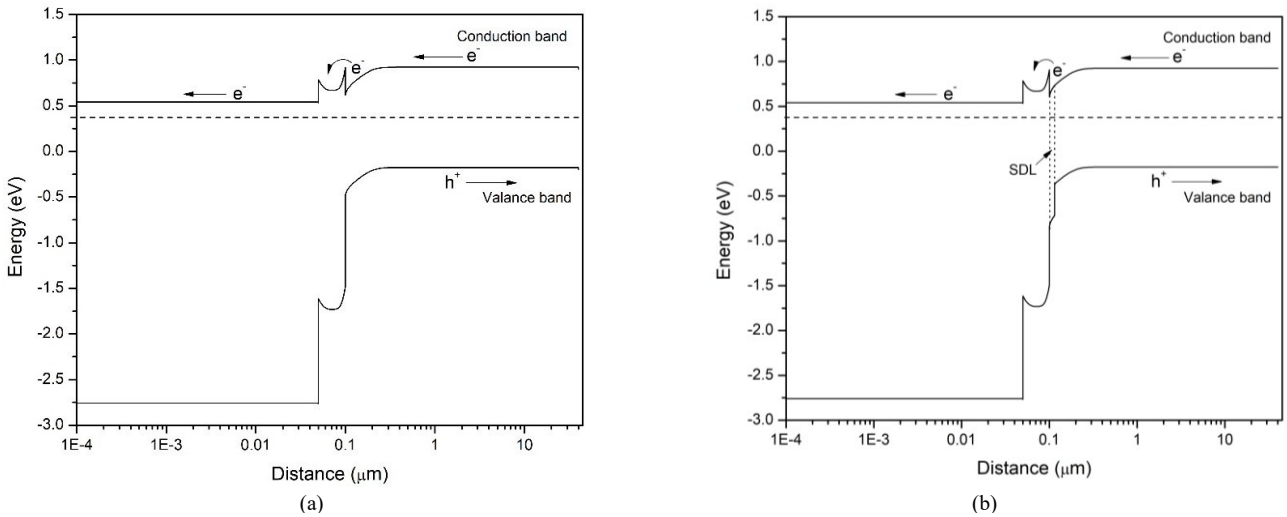 1.5
1.0
0.5
0.0
-0.5
-1.0
-1.5
-2.0
-2.5
-3.0
Energy (eV)
Conduction band
e-
e-
e-
h+
Valance band
1E-4
1E-3
0.01
0.1
1
10
Distance (μm)
(a)
1.5
1.0
0.5
0.0
-0.5
-1.0
-1.5
-2.0
-2.5
-3.0
Energy (eV)
Conduction band
e-
e-
e-
SDL
h+
Valance band
1E-4
1E-3
0.01
0.1
1
10
Distance (μm)
(b)